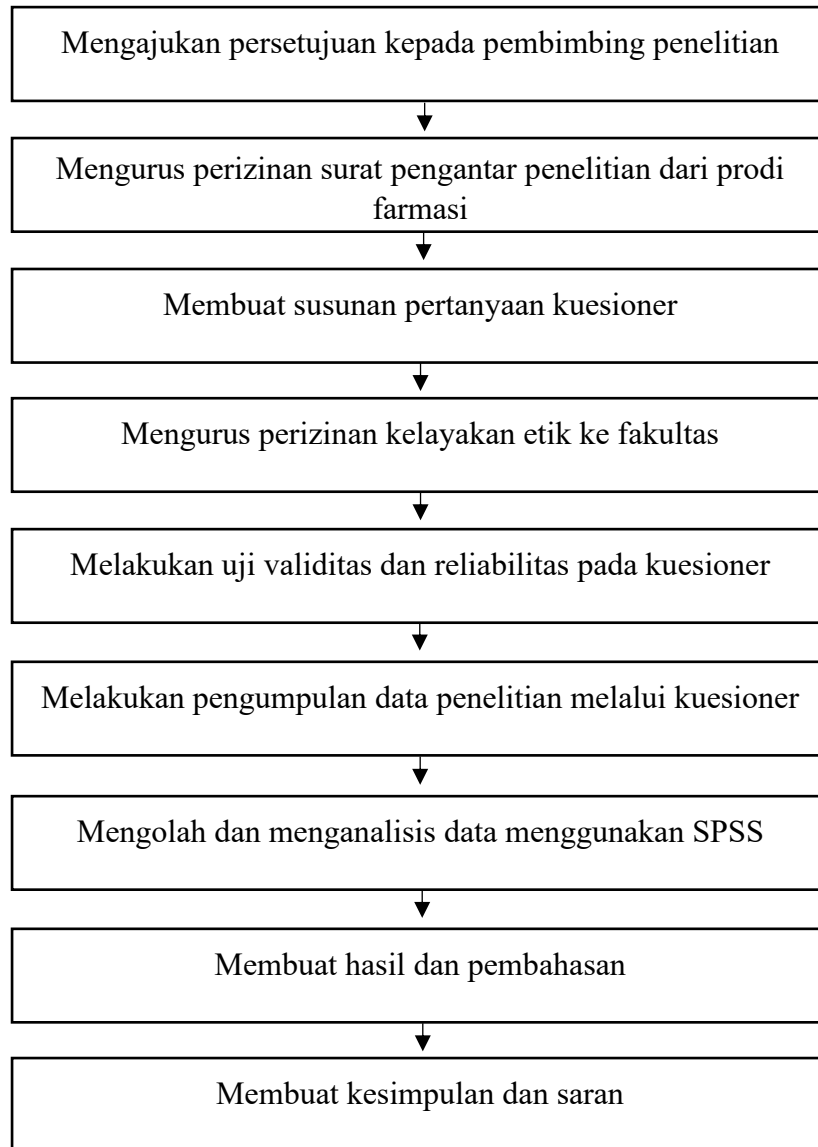 Mengajukan persetujuan kepada pembimbing penelitian
Mengurus perizinan surat pengantar penelitian dari prodi
farmasi
Membuat susunan pertanyaan kuesioner
Mengurus perizinan kelayakan etik ke fakultas
Melakukan uji validitas dan reliabilitas pada kuesioner
Melakukan pengumpulan data penelitian melalui kuesioner
Mengolah dan menganalisis data menggunakan SPSS
Membuat hasil dan pembahasan
Membuat kesimpulan dan saran